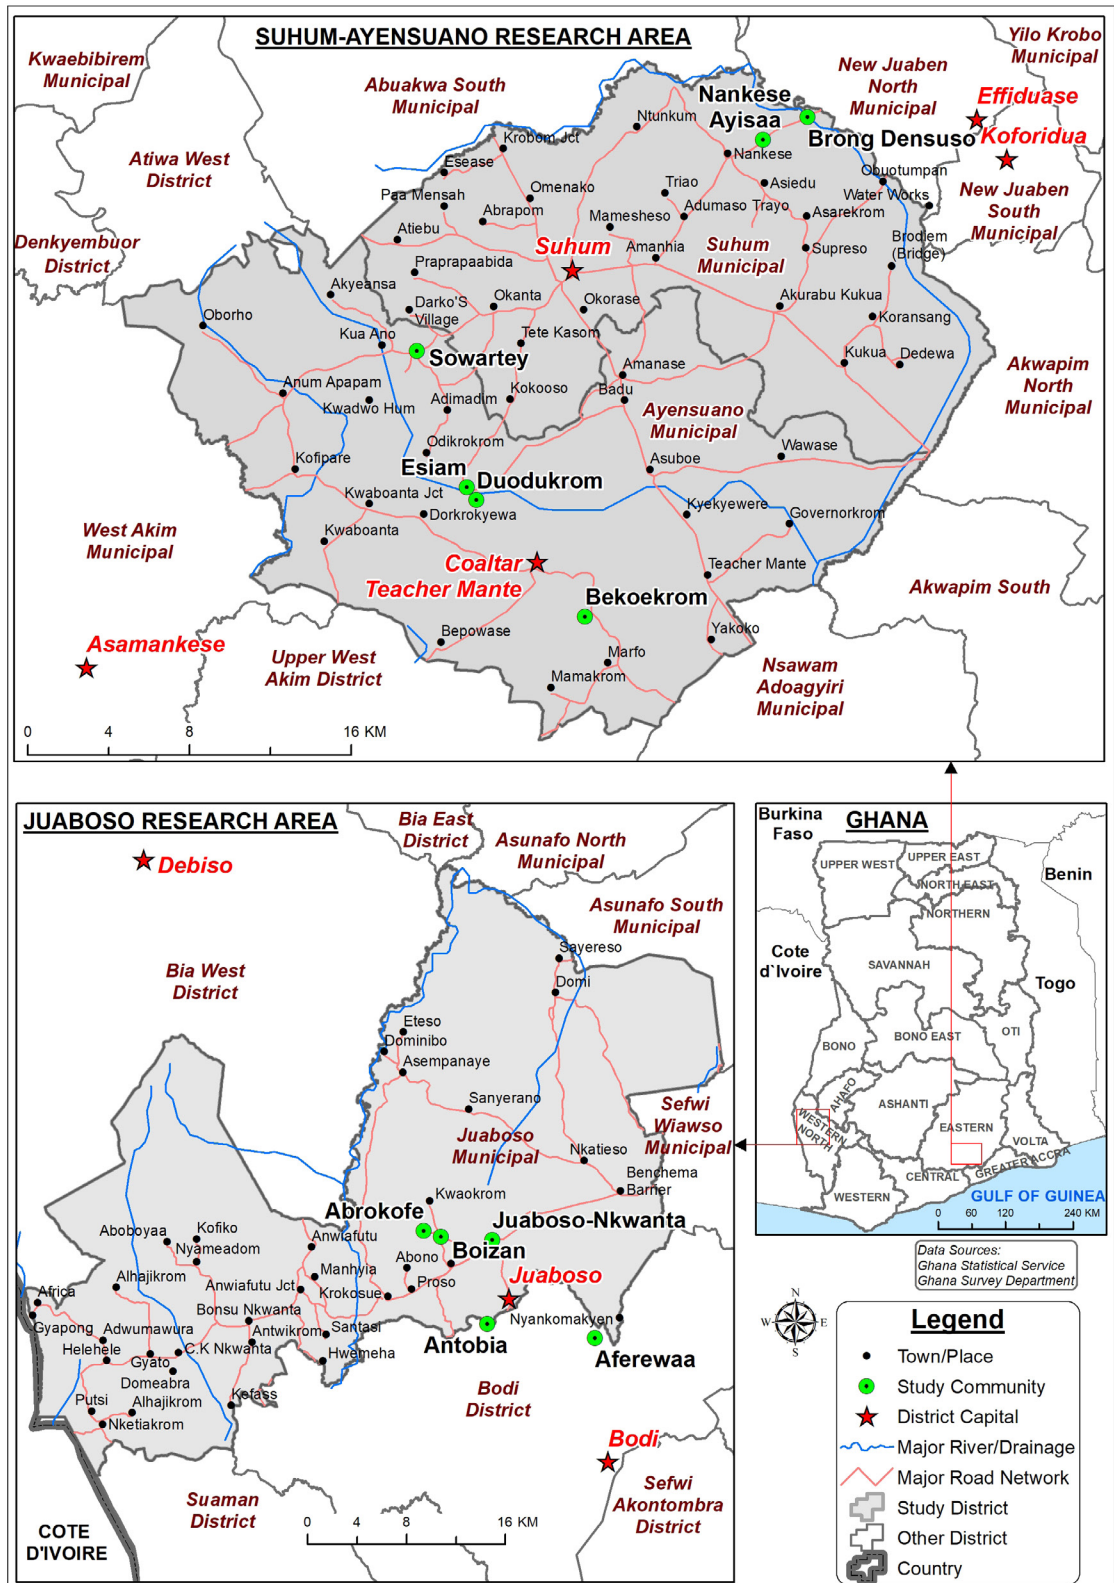 SUHUM-AYENSUANO RESEARCH AREA
Kwaebibirem
Municipal
Abuakwa South
Municipal
New Juaben
North
Municipal
Yilo Krobo
Municipal
Effiduase
Koforidua
Nankese
Ayisaa
Brong Densuso
Atiwa West
District
Ntunkum
Krobom Jct
Esease
Nankese
Obuotumpan
Water Works
New Juaben
South
Municipal
Paa Mensah
Omenako
Triao
Asiedu
Abrapom
Mamesheso
Adumaso Trayo
Asarekrom
Denkyembuor
District
Atiebu
Suhum
Amanhia
Suhum
Municipal
Supreso
Brodiem
(Bridge)
Praprapaabida
Akyeansa
Darko'S
Village
Okanta
Okorase
Akurabu Kukua
Koransang
Oborho
Kua Ano
Tete Kasom
Sowartey
Kukua
Dedewa
Akwapim
North
Municipal
Anum Apapam
Kwadwo Hum
Adimadim
Kokooso
Amanase
Badu
Ayensuano
Municipal
Odikrokrom
Wawase
Kofipare
Esiam
Duodukrom
Asuboe
Kwaboanta Jct
Dorkrokyewa
Kyekyewere
Governorkrom
West Akim
Municipal
Kwaboanta
Coaltar
Teacher Mante
Teacher Mante
Akwapim South
Bekoekrom
Bepowase
Yakoko
Asamankese
Upper West
Akim District
Marfo
Mamakrom
Nsawam
Adoagyiri
Municipal
0 4 8 16 KM
JUABOSO RESEARCH AREA
Bia East
District
Asunafo North
Municipal
Debiso
Asunafo South
Municipal
Bia West
District
Sayereso
Domi
Eteso
Dominibo
Asempanaye
Sanyerano
Sefwi
Wiawso
Municipal
Juaboso
Municipal
Nkatieso
Benchema
Barner
Kwaokrom
Abrokofe
Juaboso-Nkwanta
Boizan
Aboboyaa
Kofiko
Nyameadom
Anwiafutu
Abono
Alhajikrom
Manhyia
Anwiafutu Jct
Krokosue
Proso
Juaboso
Africa
Gyapong
Bonsu Nkwanta
Nyankomakyen
Adwumawura
Antwikrom
Santasi
Antobia
Aferewaa
Helehele
Gyato
C.K Nkwanta
Hwemeha
Domeabra
Putsi
Alhajikrom
Kefass
Nketiakrom
Bodi
District
Bodi
Suaman
District
Sefwi
Akontombra
District
COTE
D'IVOIRE
0 4 8 16 KM
GHANA
Burkina
Faso
UPPER WEST
UPPER EAST
NORTH EAST
NORTHERN
Benin
Cote
d`Ivoire
SAVANNAH
Togo
BONO
BONO EAST
OTI
AHAFO
ASHANTI
EASTERN
WESTERN
NORTH
VOLTA
GREATER ACCRA
CENTRAL
WESTERN
GULF OF GUINEA
0 60 120 240 KM
Data Sources:
Ghana Statistical Service
Ghana Survey Department
N
W E
S
Legend
Town/Place
Study Community
District Capital
Major River/Drainage
Major Road Network
Study District
Other District
Country